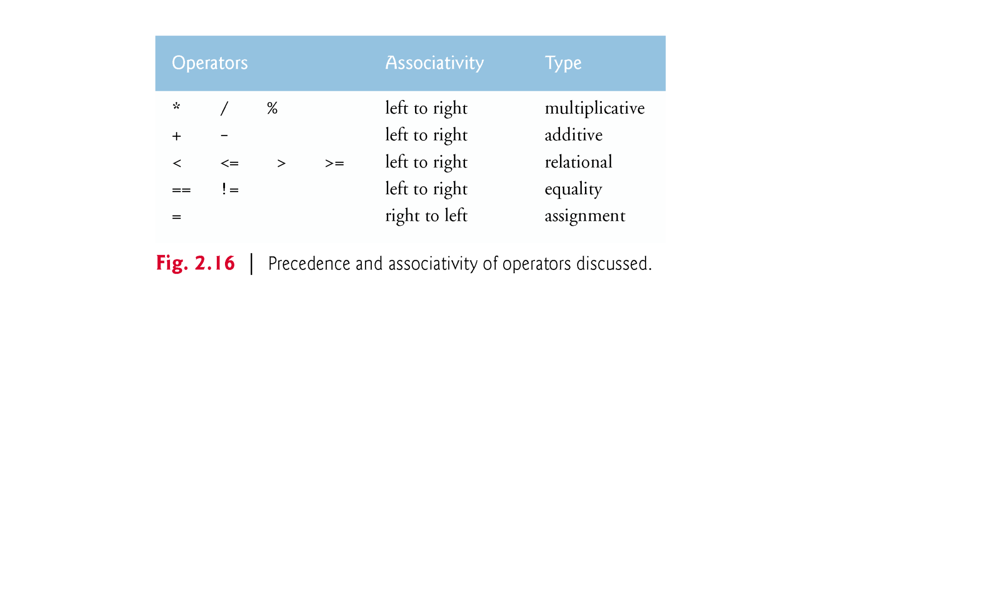 Operators Associativity Type
* / % left to right multiplicative
+ - left to right additive
< <= > >= left to right relational
== != left to right equality
= right to left assignment
Fig. 2.16 | Precedence and associativity of operators discussed.